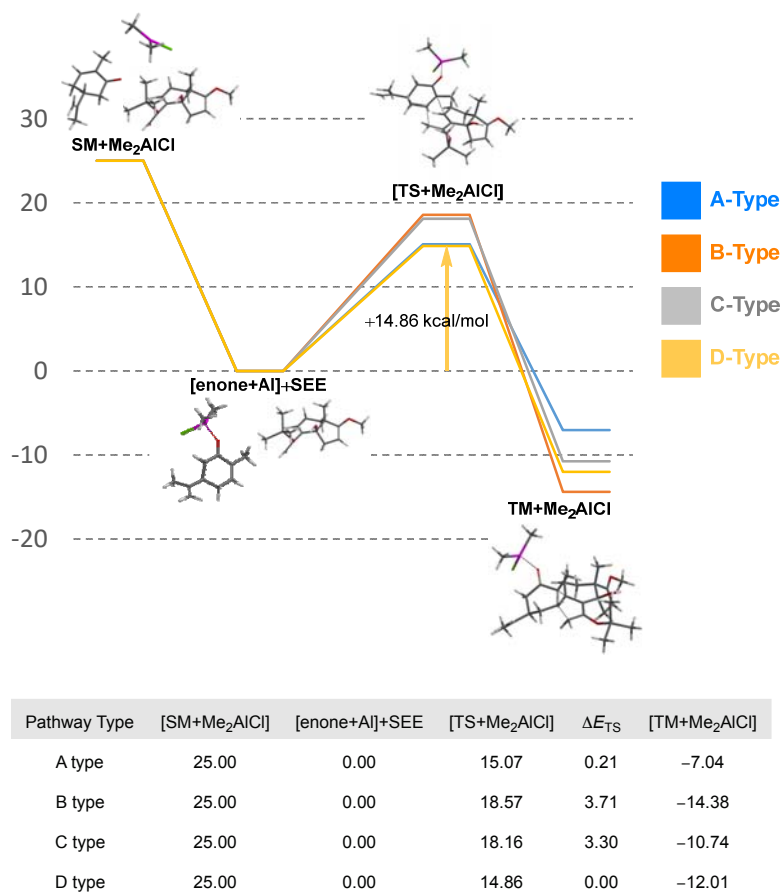 SM+Me2AlCl
30
[TS+Me2AlCl]
20
A-Type
B-Type
10
+14.86 kcal/mol
C-Type
D-Type
0
[enone+Al]+SEE
-10
TM+Me2AlCl
-20
Pathway Type [SM+Me2AlCl] [enone+Al]+SEE [TS+Me2AlCl] ΔETS [TM+Me2AlCl]
A type 25.00 0.00 15.07 0.21 −7.04
B type 25.00 0.00 18.57 3.71 −14.38
C type 25.00 0.00 18.16 3.30 −10.74
D type 25.00 0.00 14.86 0.00 −12.01